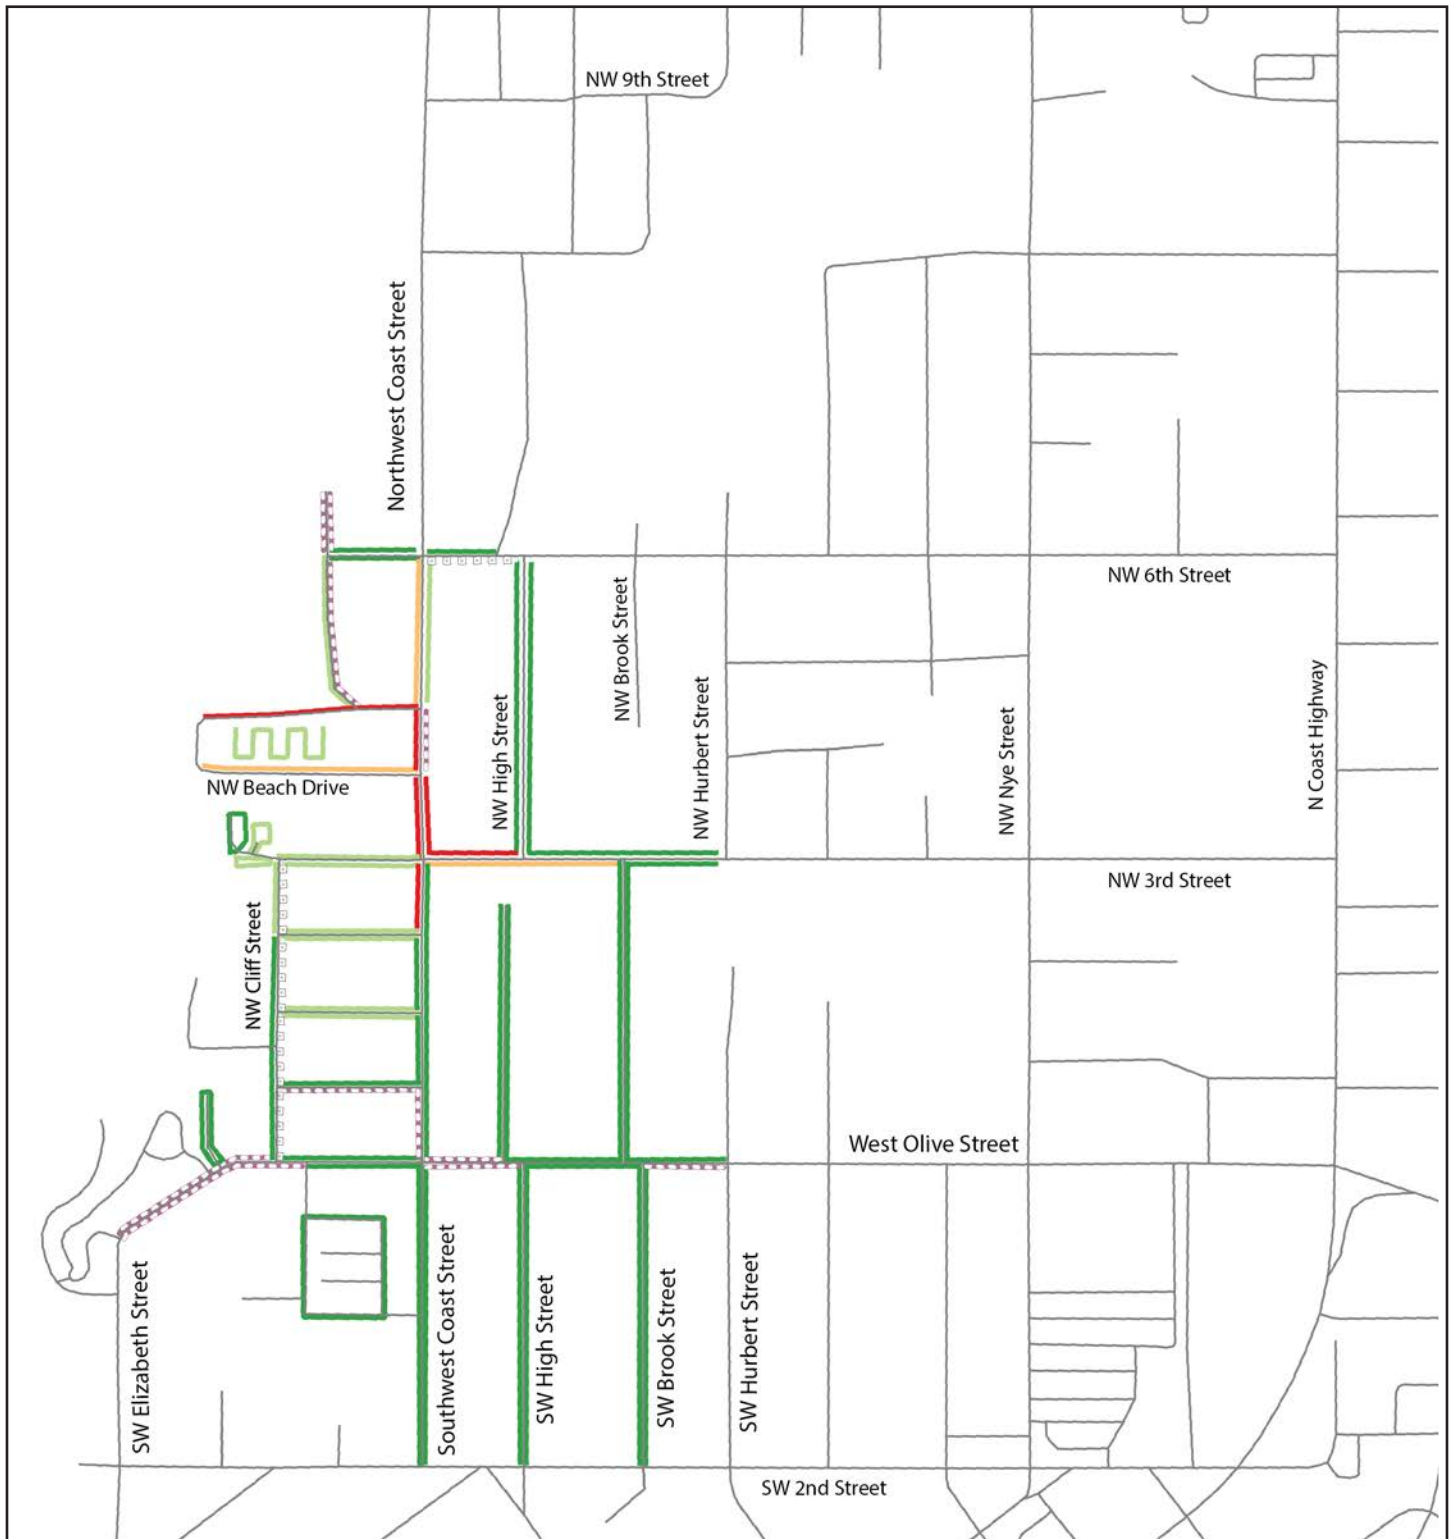 NW 9th Street
Northwest Coast Street
NW 6th Street
NW Brook Street
N Coast Highway
NW Hurbert Street
NW High Street
NW Nye Street
NW Beach Drive
NW 3rd Street
NW Cliff Street
West Olive Street
SW Elizabeth Street
Southwest Coast Street
SW High Street
SW Brook Street
SW Hurbert Street
SW 2nd Street